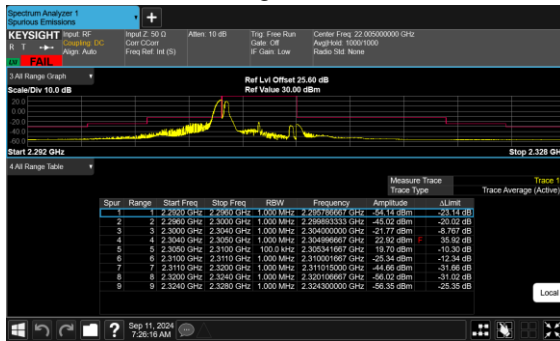 Spectrum Analyzer 1
Spurious Emissions
KEYSIGHT Input: RF Input Z: 50 Ω Atten: 10 dB Trig: Free Run Center Freq: 22.005000000 GHz
R T Coupling: DC Corr CCorr Gate: Off Avg|Hold: 1000/1000
Align: Auto Freq Ref: Int (S) IF Gain: Low Radio Std: None
FAIL
3 All Range Graph
Ref Lvl Offset 25.60 dB
Scale/Div 10.0 dB Ref Value 30.00 dBm
20.0
0.00
-20.0
-40.0
-60.0
Start 2.292 GHz Stop 2.328 GH
4 All Range Table
Measure Trace Trace 1
Trace Type Trace Average (Active)
Spur Range Start Freq Stop Freq RBW Frequency Amplitude ΔLimit
1 1 2.2920 GHz 2.2960 GHz 1.000 MHz 2.295786667 GHz -54.14 dBm -23.14 dB
2 2 2.2960 GHz 2.3000 GHz 1.000 MHz 2.299893333 GHz -45.02 dBm -20.02 dB
3 3 2.3000 GHz 2.3040 GHz 1.000 MHz 2.304000000 GHz -21.77 dBm -8.767 dB
4 4 2.3040 GHz 2.3050 GHz 1.000 MHz 2.304996667 GHz 22.92 dBm 35.92 dB
5 5 2.3050 GHz 2.3100 GHz 100.0 kHz 2.305341667 GHz 19.70 dBm -10.30 dB
6 6 2.3100 GHz 2.3110 GHz 1.000 MHz 2.310001667 GHz -25.34 dBm -12.34 dB
7 7 2.3110 GHz 2.3200 GHz 1.000 MHz 2.311015000 GHz -44.66 dBm -31.66 dB
8 8 2.3200 GHz 2.3240 GHz 1.000 MHz 2.320106667 GHz -56.02 dBm -31.02 dB
9 9 2.3240 GHz 2.3280 GHz 1.000 MHz 2.324300000 GHz -56.35 dBm -25.35 dB
Local
Sep 11, 2024
7:26:16 AM